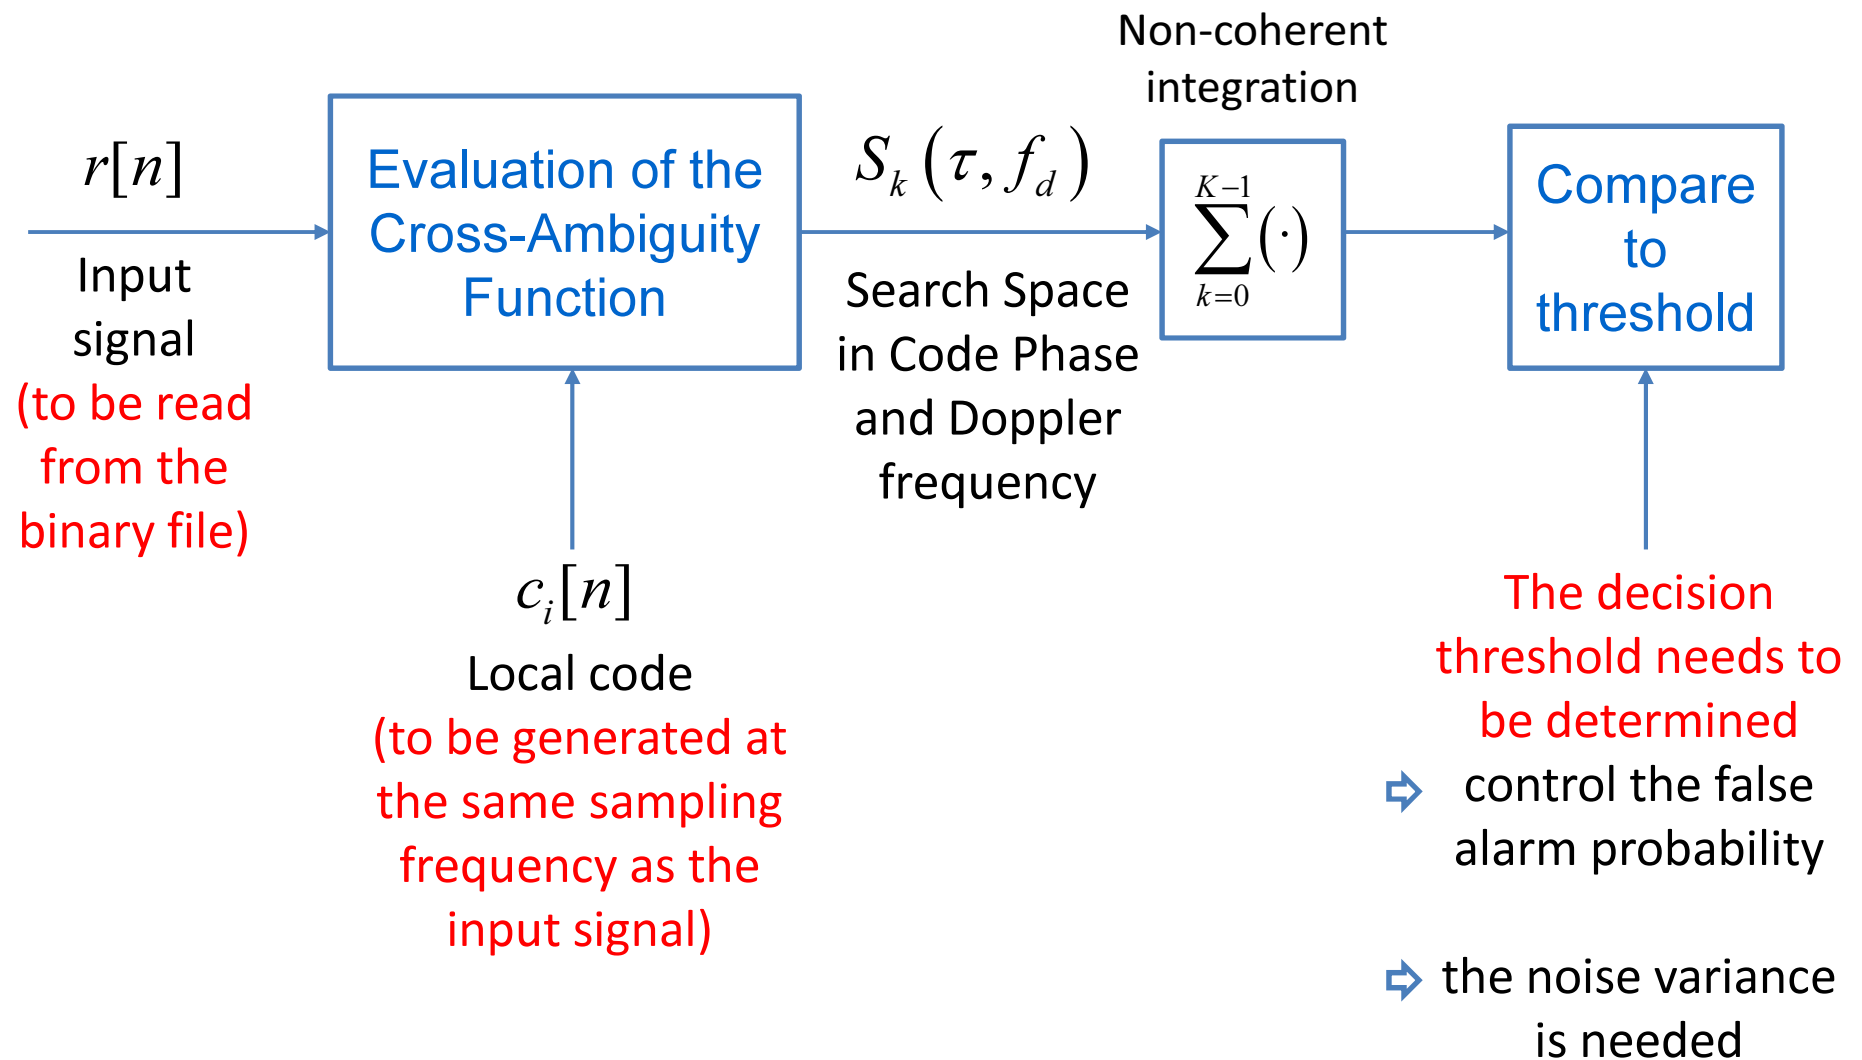 r[n]
Input
signal
(to be read
from the
binary file)
Evaluation of the
Cross-Ambiguity
Function
c_i[n]
Local code
(to be generated at
the same sampling
frequency as the
input signal)
S_k(τ, f_d)
Search Space
in Code Phase
and Doppler
frequency
Non-coherent
integration
K−1
∑(·)
k=0
Compare
to
threshold
The decision
threshold needs to
be determined
⇨ control the false
alarm probability
⇨ the noise variance
is needed